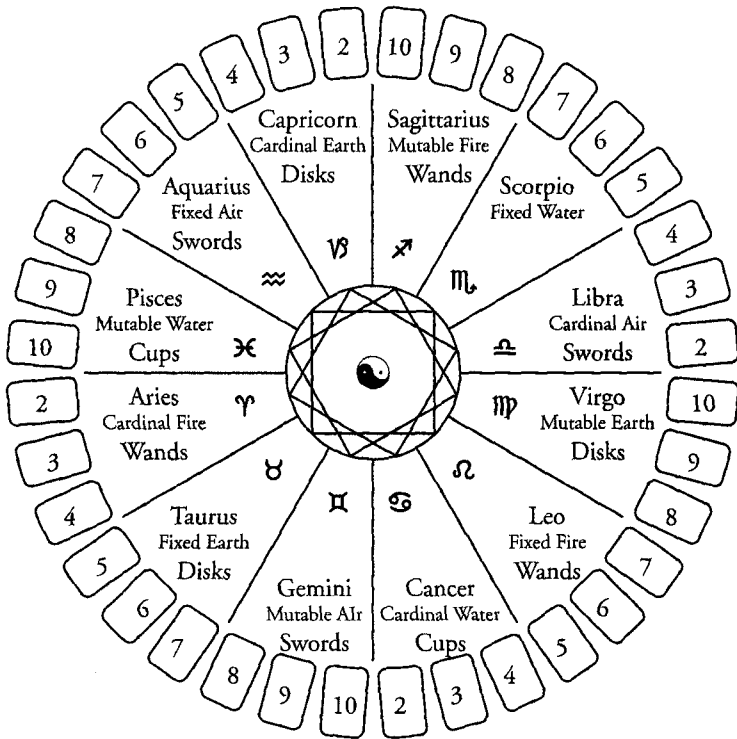 2
10
3
9
4
8
5
7
6
6
7
5
8
4
9
3
10
2
2
10
3
9
4
8
5
7
6
6
7
5
8
4
9
3
10
2
Capricorn
Cardinal Earth
Disks
♑
Sagittarius
Mutable Fire
Wands
♐
Aquarius
Fixed Air
Swords
♒
Scorpio
Fixed Water
♏
Pisces
Mutable Water
Cups
♓
Libra
Cardinal Air
Swords
♎
Aries
Cardinal Fire
Wands
♈
Virgo
Mutable Earth
Disks
♍
Taurus
Fixed Earth
Disks
♉
Leo
Fixed Fire
Wands
♌
Gemini
Mutable AIr
Swords
♊
Cancer
Cardinal Water
Cups
♋